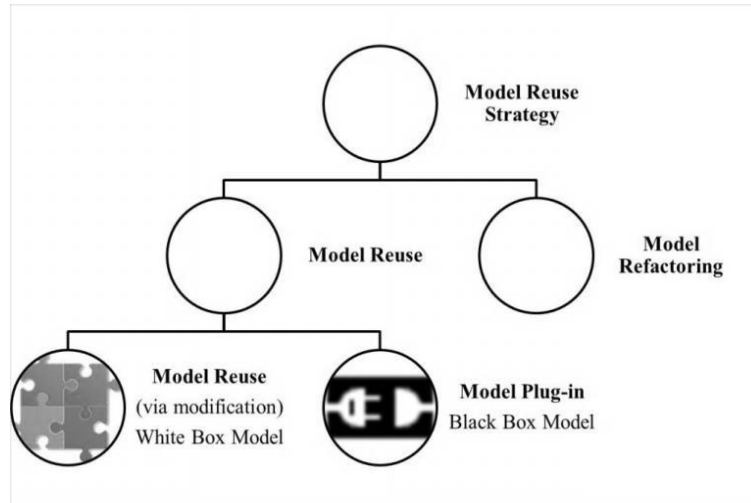 Model Reuse
Strategy
Model Reuse
Model
Refactoring
Model Reuse
(via modification)
White Box Model
Model Plug-in
Black Box Model